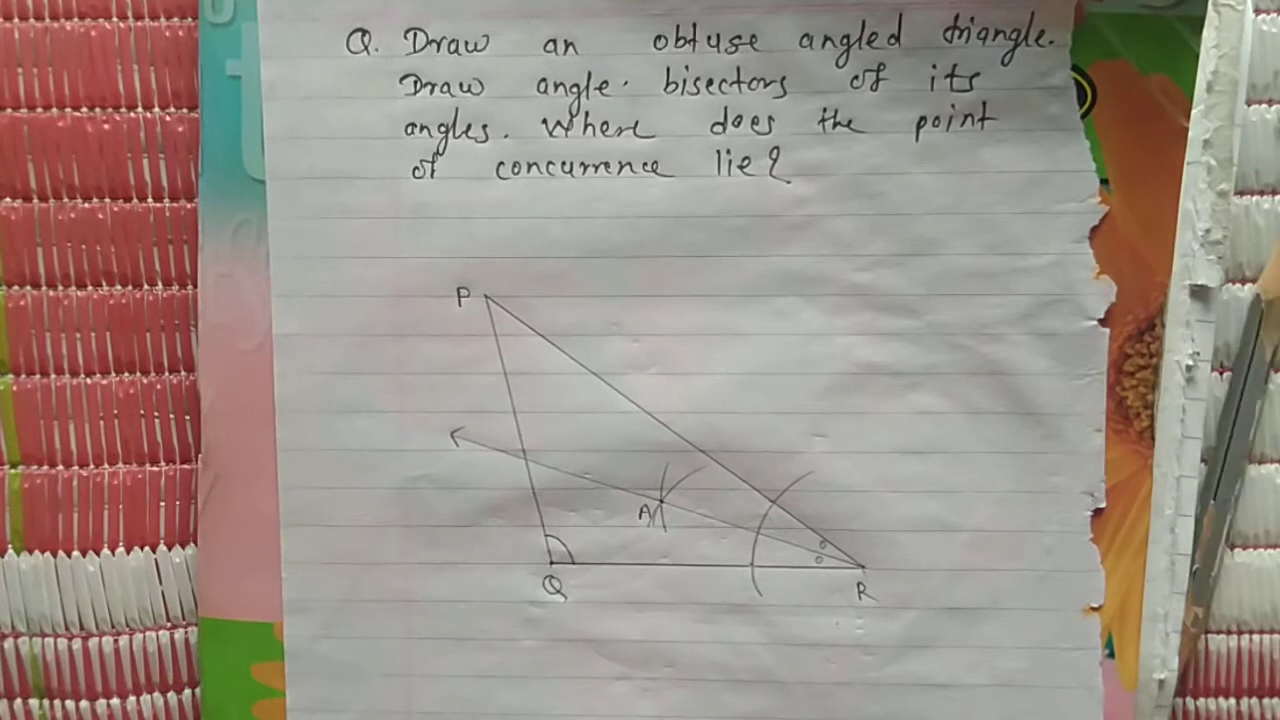 Q. Draw an obtuse angled triangle.
Draw angle bisectors of its
angles. Where does the point
of concurrence lie?
P
A
Q
R